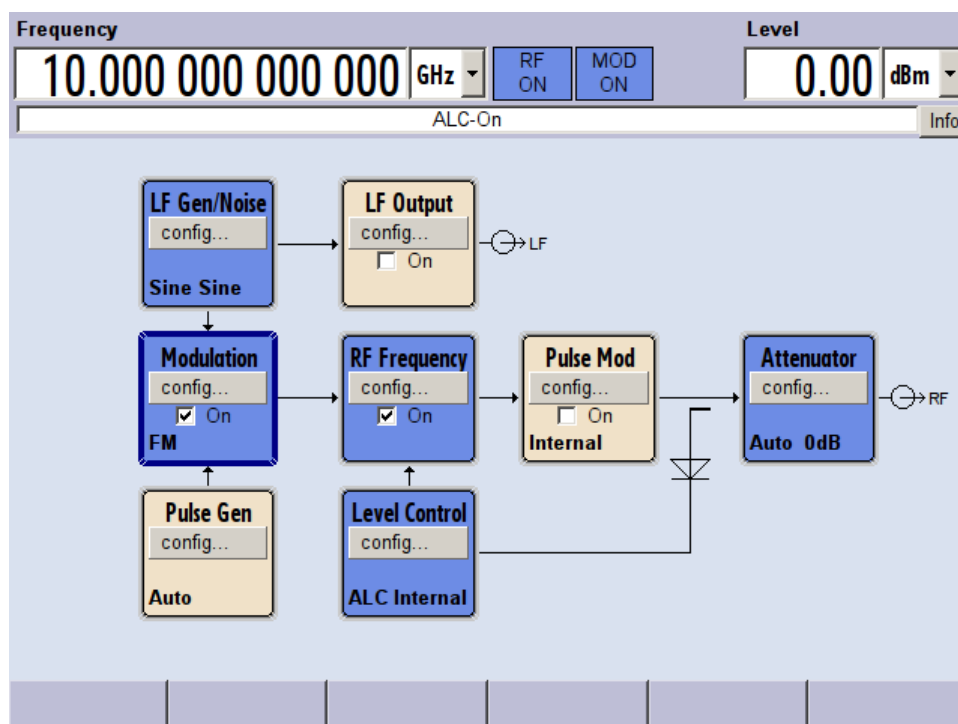 Frequency
Level
10.000 000 000 000 GHz
RF ON
MOD ON
0.00 dBm
ALC-On
Info
LF Gen/Noise
config...
Sine Sine
LF Output
config...
On
LF
Modulation
config...
On
FM
RF Frequency
config...
On
Pulse Mod
config...
On
Internal
Attenuator
config...
Auto 0dB
RF
Pulse Gen
config...
Auto
Level Control
config...
ALC Internal